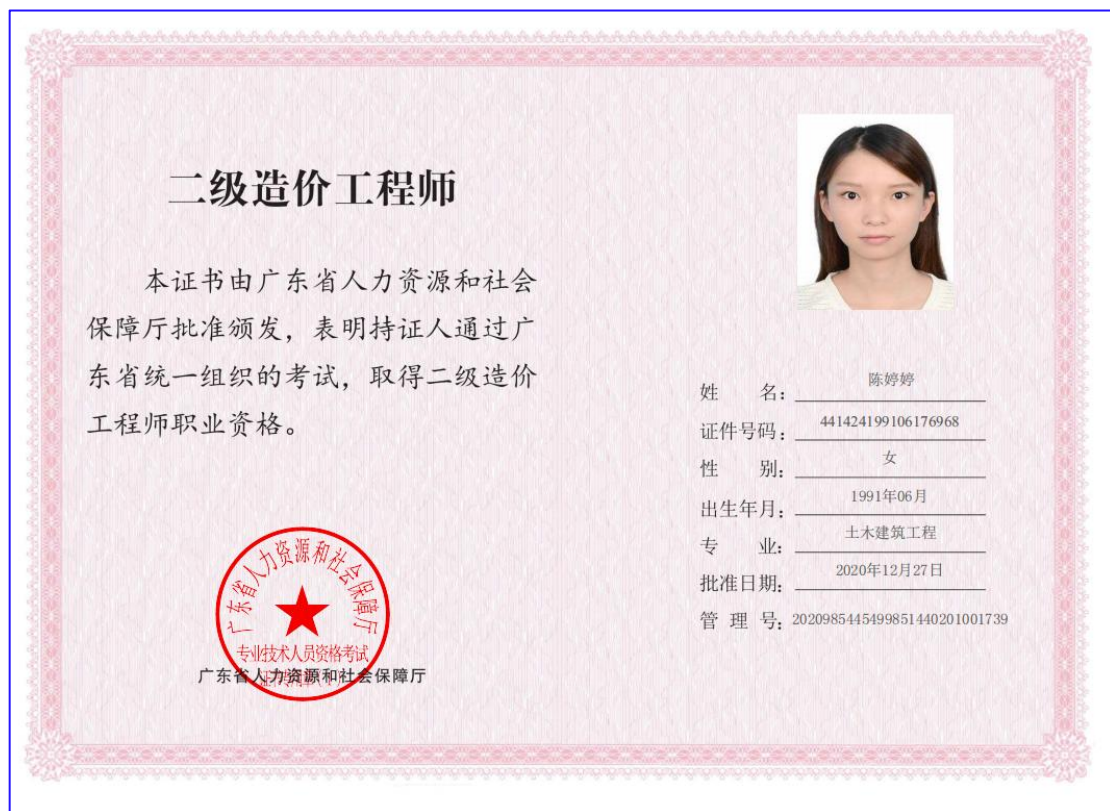 二级造价工程师
本证书由广东省人力资源和社会
保障厅批准颁发，表明持证人通过广
东省统一组织的考试，取得二级造价
工程师职业资格。
广东省人力资源和社会保障厅
专业技术人员资格考试
广东省人力资源和社会保障厅
姓　　名：陈婷婷
证件号码：441424199106176968
性　　别：女
出生年月：1991年06月
专　　业：土木建筑工程
批准日期：2020年12月27日
管 理 号：20209854454998514402010​01739